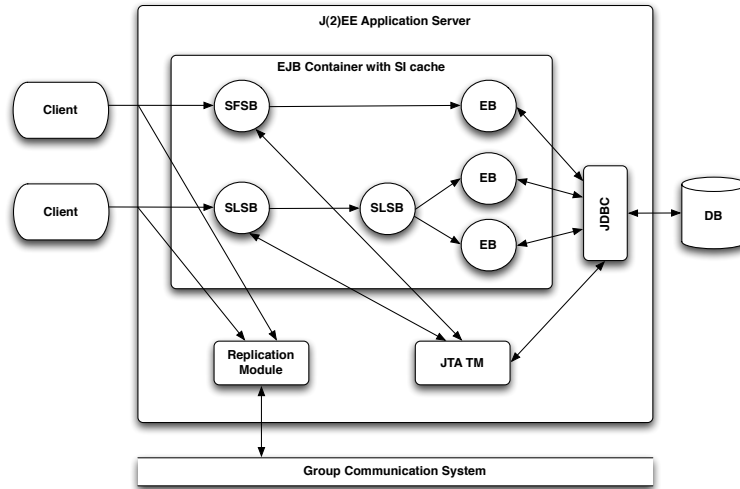 J(2)EE Application Server
EJB Container with SI cache
Client
SFSB
EB
Client
SLSB
SLSB
EB
EB
JDBC
DB
Replication
Module
JTA TM
Group Communication System